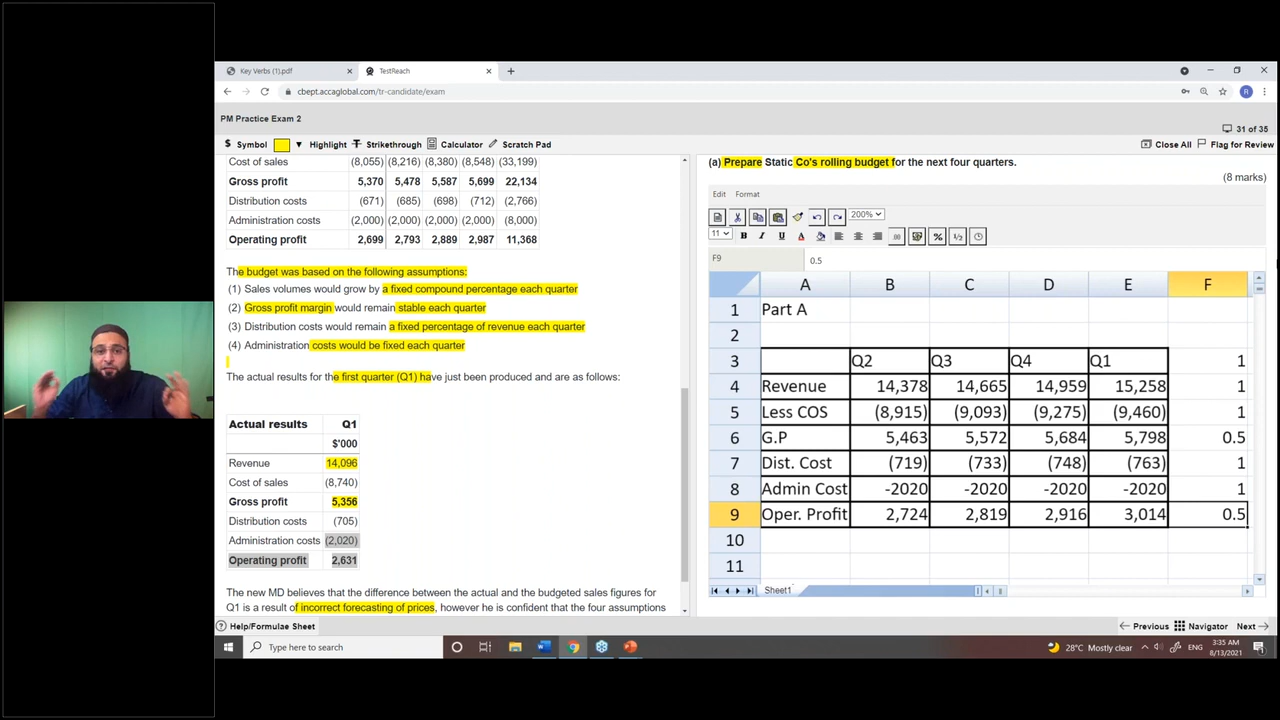 Key Verbs (1).pdf
TestReach
cbept.accaglobal.com/tr-candidate/exam
R
PM Practice Exam 2
31 of 35
$ Symbol Highlight Strikethrough Calculator Scratch Pad
Close All Flag for Review
Cost of sales (8,055) (8,216) (8,380) (8,548) (33,199)
Gross profit 5,370 5,478 5,587 5,699 22,134
Distribution costs (671) (685) (698) (712) (2,766)
Administration costs (2,000) (2,000) (2,000) (2,000) (8,000)
Operating profit 2,699 2,793 2,889 2,987 11,368
The budget was based on the following assumptions:
(1) Sales volumes would grow by a fixed compound percentage each quarter
(2) Gross profit margin would remain stable each quarter
(3) Distribution costs would remain a fixed percentage of revenue each quarter
(4) Administration costs would be fixed each quarter
The actual results for the first quarter (Q1) have just been produced and are as follows:
Actual results Q1
$'000
Revenue 14,096
Cost of sales (8,740)
Gross profit 5,356
Distribution costs (705)
Administration costs (2,020)
Operating profit 2,631
The new MD believes that the difference between the actual and the budgeted sales figures for
Q1 is a result of incorrect forecasting of prices, however he is confident that the four assumptions
(a) Prepare Static Co's rolling budget for the next four quarters.
(8 marks)
Edit Format
200%
11 B I U A .00 % ½
F9 0.5
A B C D E F
1 Part A
2
3 Q2 Q3 Q4 Q1 1
4 Revenue 14,378 14,665 14,959 15,258 1
5 Less COS (8,915) (9,093) (9,275) (9,460) 1
6 G.P 5,463 5,572 5,684 5,798 0.5
7 Dist. Cost (719) (733) (748) (763) 1
8 Admin Cost -2020 -2020 -2020 -2020 1
9 Oper. Profit 2,724 2,819 2,916 3,014 0.5
10
11
Sheet1
Help/Formulae Sheet
Previous Navigator Next
Type here to search
28°C Mostly clear
ENG
3:35 AM
8/13/2021